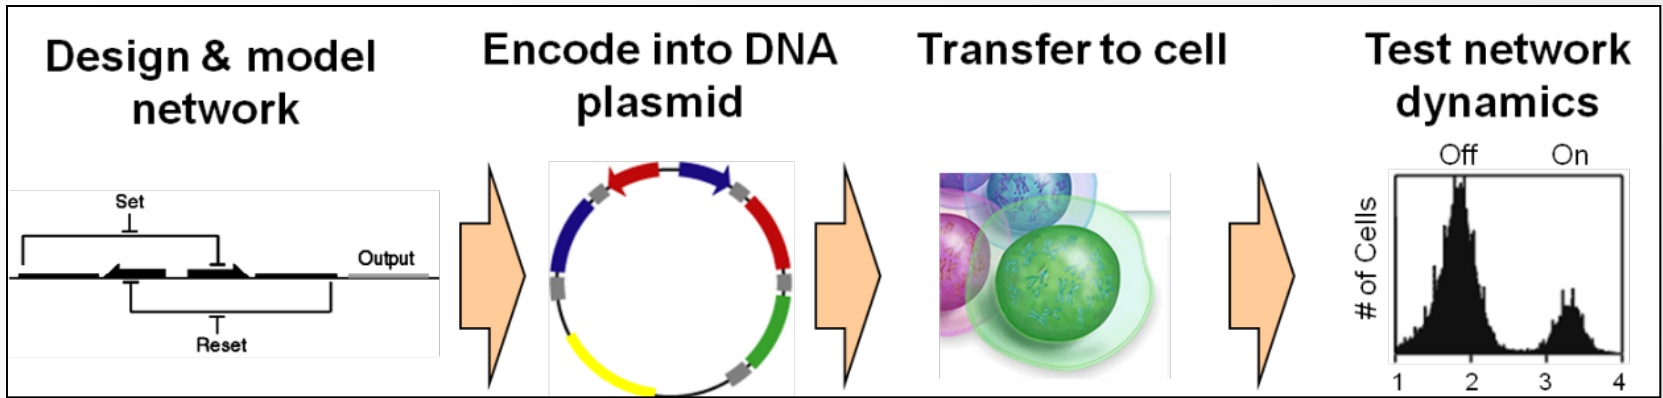 Design & model
network
Encode into DNA
plasmid
Transfer to cell
Test network
dynamics
Set
Output
Reset
Off On
# of Cells
1 2 3 4